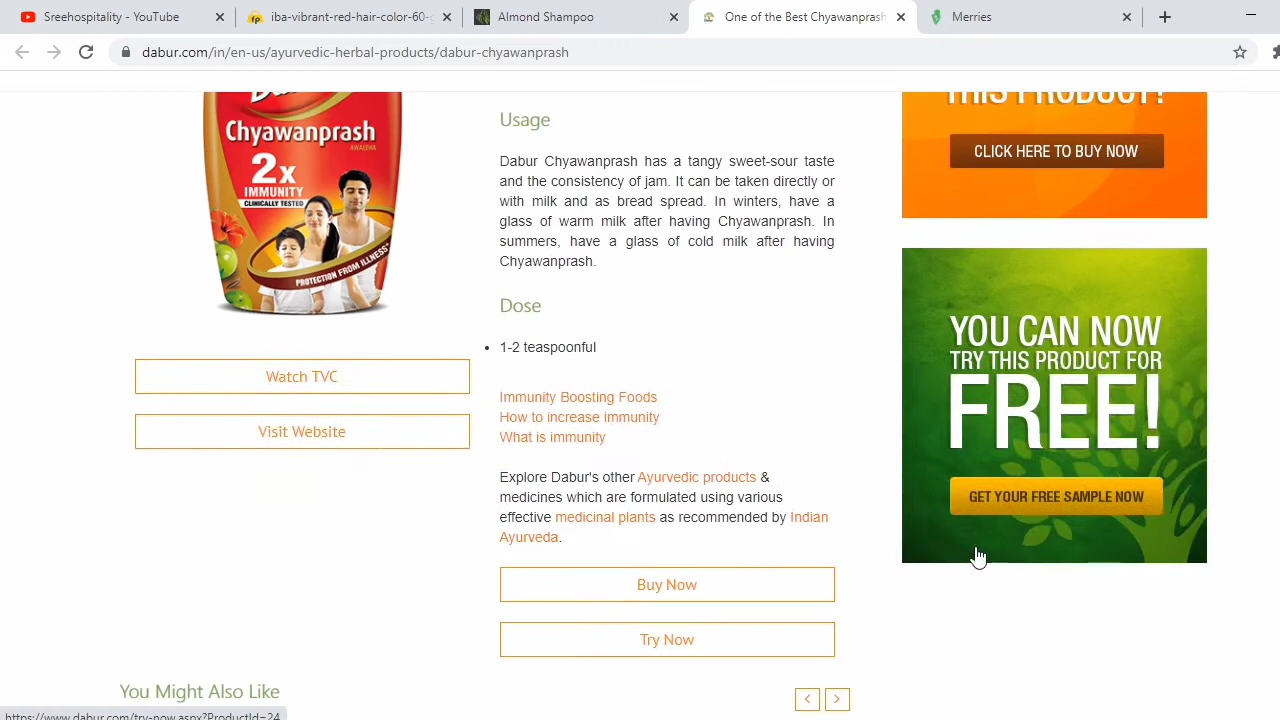 Sreehospitality - YouTube
iba-vibrant-red-hair-color-60-g
Almond Shampoo
One of the Best Chyawanprash
Merries
dabur.com/in/en-us/ayurvedic-herbal-products/dabur-chyawanprsh
Chyawanprash
AWALEHA
2x
IMMUNITY
CLINICALLY TESTED
PROTECTION FROM ILLNESS*
Watch TVC
Visit Website
Usage
Dabur Chyawanprash has a tangy sweet-sour taste
and the consistency of jam. It can be taken directly or
with milk and as bread spread. In winters, have a
glass of warm milk after having Chyawanprash. In
summers, have a glass of cold milk after having
Chyawanprash.
Dose
• 1-2 teaspoonful
Immunity Boosting Foods
How to increase immunity
What is immunity
Explore Dabur's other Ayurvedic products &
medicines which are formulated using various
elective medicinal plants as recommended by Indian
Ayurveda.
Buy Now
Try Now
THIS PRODUCT!
CLICK HERE TO BUY NOW
YOU CAN NOW
TRY THIS PRODUCT FOR
FREE!
GET YOUR FREE SAMPLE NOW
You Might Also Like
https://www.dabur.com/try-now.aspx?ProductId=24